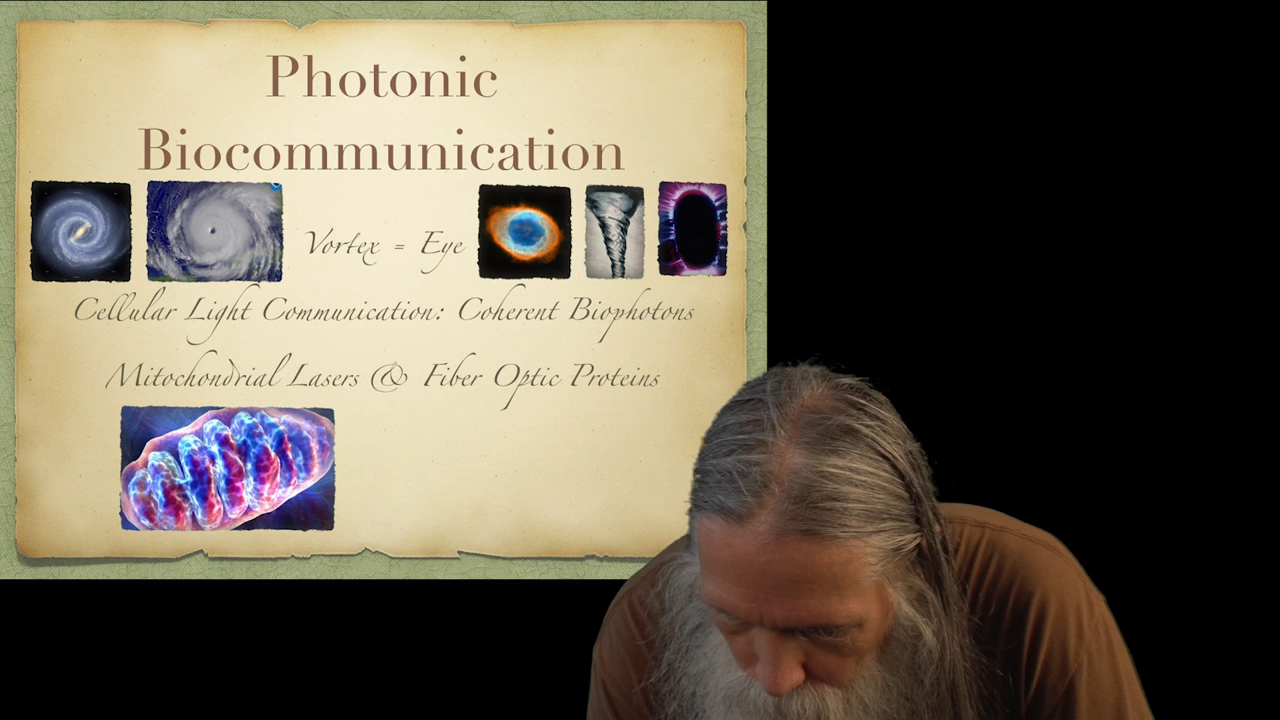 Photonic
Biocommunication
Vortex = Eye
Cellular Light Communication: Coherent Biophotons
Mitochondrial Lasers & Fiber Optic Proteins